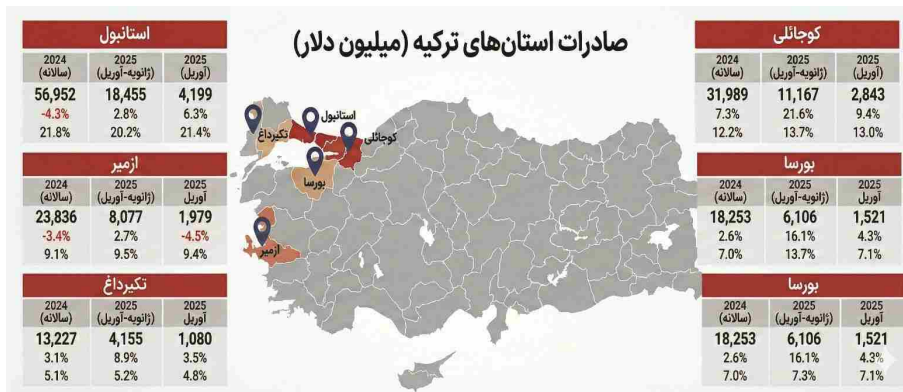 صادرات استان‌های ترکیه (میلیون دلار)
کوجائلی
2025 (آوریل) 2025 (ژانویه-آوریل) 2024 (سالانه)
2,843 11,167 31,989
9.4% 21.6% 7.3%
13.0% 13.7% 12.2%
بورسا
2025 آوریل 2025 (ژانویه-آوریل) 2024 (سالانه)
1,521 6,106 18,253
4.3% 16.1% 2.6%
7.1% 13.7% 7.0%
بورسا
2025 آوریل 2025 (ژانویه-آوریل) 2024 (سالانه)
1,521 6,106 18,253
4.3% 16.1% 2.6%
7.1% 7.3% 7.0%
استانبول
تکیرداغ
کوجائلی
بورسا
ازمیر
استانبول
2025 (آوریل) 2025 (ژانویه-آوریل) 2024 (سالانه)
4,199 18,455 56,952
6.3% 2.8% -4.3%
21.4% 20.2% 21.8%
ازمیر
2025 آوریل 2025 (ژانویه-آوریل) 2024 (سالانه)
1,979 8,077 23,836
-4.5% 2.7% -3.4%
9.4% 9.5% 9.1%
تکیرداغ
2025 آوریل 2025 (ژانویه-آوریل) 2024 (سالانه)
1,080 4,155 13,227
3.5% 8.9% 3.1%
4.8% 5.2% 5.1%